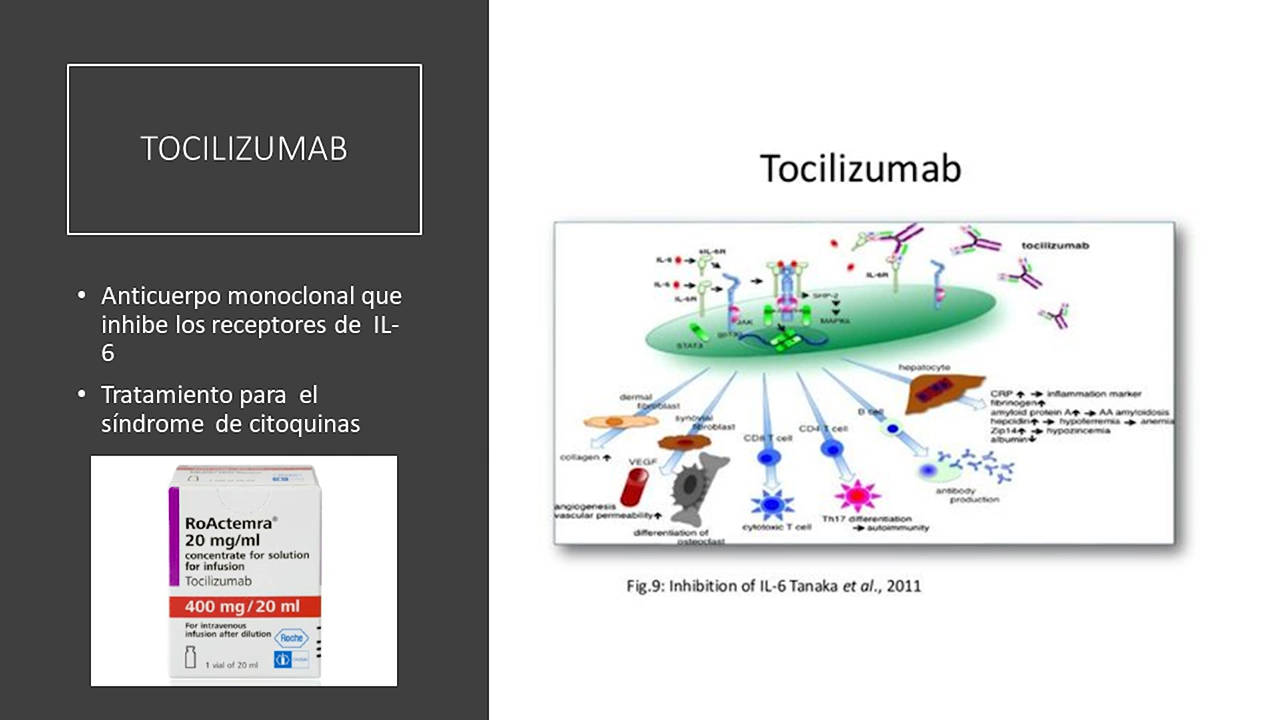 TOCILIZUMAB
• Anticuerpo monoclonal que
inhibe los receptores de IL-
6
• Tratamiento para el
síndrome de citoquinas
RoActemra®
20 mg/ml
concentrate for solution
for infusion
Tocilizumab
400 mg/20 ml
For intravenous
infusion after dilution
Roche
1 vial of 20 ml
Tocilizumab
sIL-6R
IL-6
IL-6
IL-6R
IL-6R
tocilizumab
SHP-2
MAPKs
JAK
gp130
STAT3
hepatocyte
dermal
fibroblast
synovial
fibroblast
B cell
CD8 T cell
CD4 T cell
CRP↑ → inflammation marker
fibrinogen↑
amyloid protein A↑ → AA amyloidosis
hepcidin↑ → hypoferremia → anemia
Zip14↑ → hypozincemia
albumin↓
collagen ↑
VEGF
angiogenesis
vascular permeability↑
differentiation of
osteoclast
cytotoxic T cell
Th17 differentiation
→ autoimmunity
antibody
production
Fig.9: Inhibition of IL-6 Tanaka et al., 2011